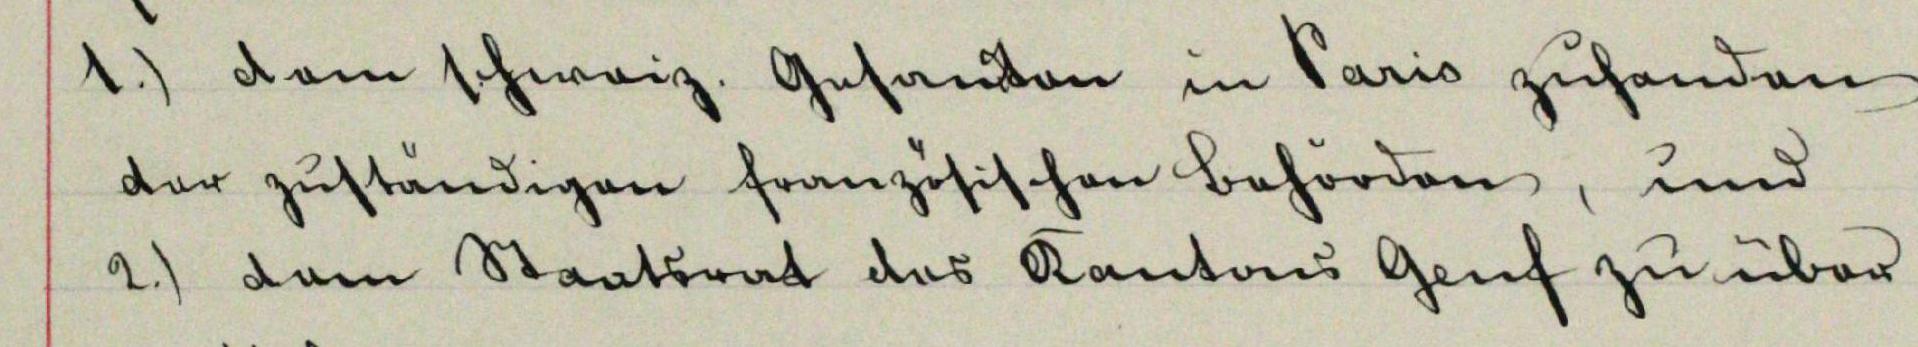 1.) dem schweiz. Gesandten in Paris zuhanden
der zuständigen französischen Behörden, und
2.) dem Staatsrat des Kantons Genf zu über